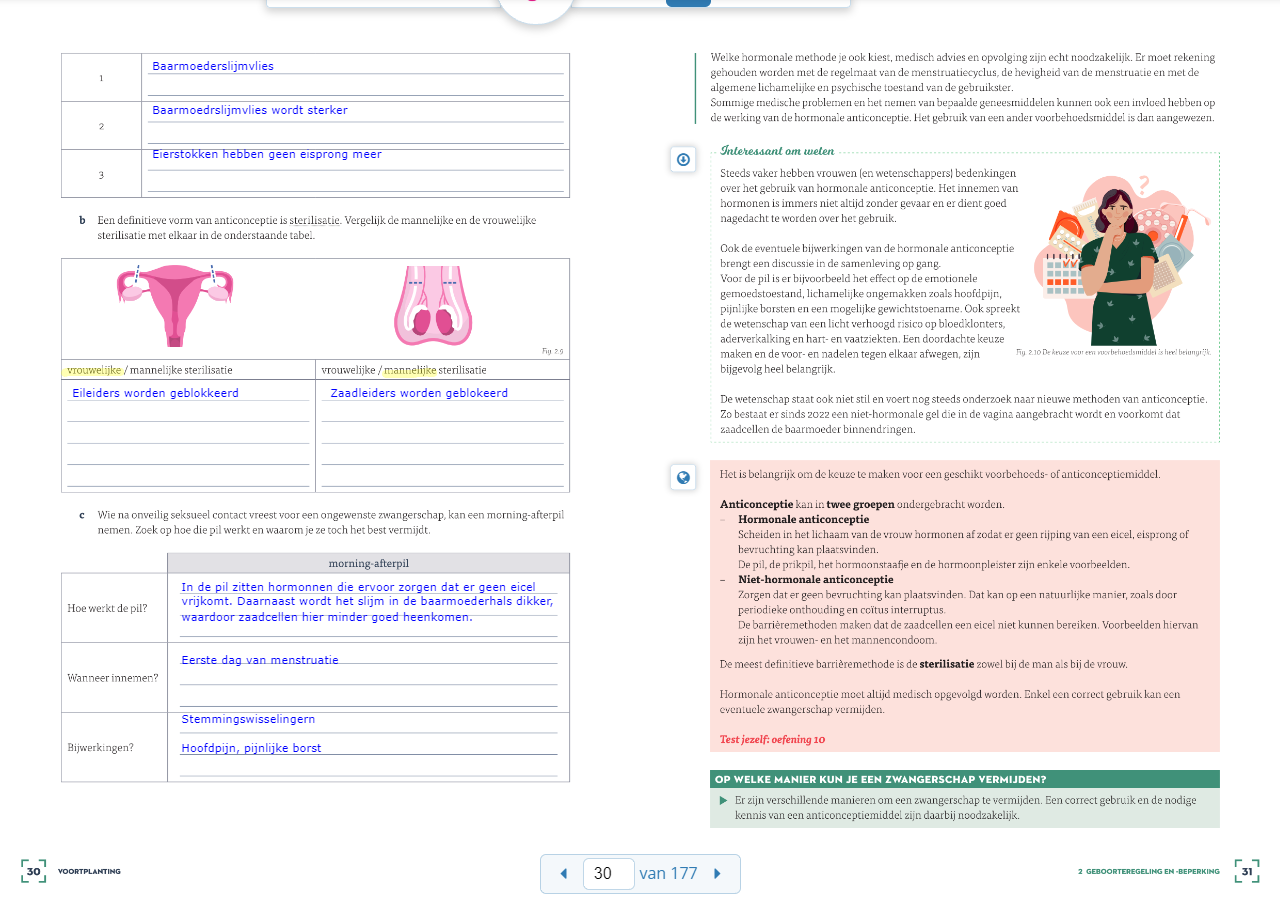 1
Baarmoederslijmvlies
2
Baarmoedrslijmvlies wordt sterker
3
Eierstokken hebben geen eisprong meer
b Een definitieve vorm van anticonceptie is sterilisatie. Vergelijk de mannelijke en de vrouwelijke
sterilisatie met elkaar in de onderstaande tabel.
Fig. 2.9
vrouwelijke / mannelijke sterilisatie
vrouwelijke / mannelijke sterilisatie
Eileiders worden geblokkeerd
Zaadleiders worden geblokeerd
c Wie na onveilig seksueel contact vreest voor een ongewenste zwangerschap, kan een morning-afterpil
nemen. Zoek op hoe die pil werkt en waarom je ze toch het best vermijdt.
morning-afterpil
Hoe werkt de pil?
In de pil zitten hormonnen die ervoor zorgen dat er geen eicel
vrijkomt. Daarnaast wordt het slijm in de baarmoederhals dikker,
waardoor zaadcellen hier minder goed heenkomen.
Wanneer innemen?
Eerste dag van menstruatie
Bijwerkingen?
Stemmingswisselingern
Hoofdpijn, pijnlijke borst
30 VOORTPLANTING
Welke hormonale methode je ook kiest, medisch advies en opvolging zijn echt noodzakelijk. Er moet rekening
gehouden worden met de regelmaat van de menstruatiecyclus, de hevigheid van de menstruatie en met de
algemene lichamelijke en psychische toestand van de gebruikster.
Sommige medische problemen en het nemen van bepaalde geneesmiddelen kunnen ook een invloed hebben op
de werking van de hormonale anticonceptie. Het gebruik van een ander voorbehoedsmiddel is dan aangewezen.
Interessant om weten
Steeds vaker hebben vrouwen (en wetenschappers) bedenkingen
over het gebruik van hormonale anticonceptie. Het innemen van
hormonen is immers niet altijd zonder gevaar en er dient goed
nagedacht te worden over het gebruik.
Ook de eventuele bijwerkingen van de hormonale anticonceptie
brengt een discussie in de samenleving op gang.
Voor de pil is er bijvoorbeeld het effect op de emotionele
gemoedstoestand, lichamelijke ongemakken zoals hoofdpijn,
pijnlijke borsten en een mogelijke gewichtstoename. Ook spreekt
de wetenschap van een licht verhoogd risico op bloedklonters,
aderverkalking en hart- en vaatziekten. Een doordachte keuze
maken en de voor- en nadelen tegen elkaar afwegen, zijn
bijgevolg heel belangrijk.
Fig. 2.10 De keuze voor een voorbehoedsmiddel is heel belangrijk.
De wetenschap staat ook niet stil en voert nog steeds onderzoek naar nieuwe methoden van anticonceptie.
Zo bestaat er sinds 2022 een niet-hormonale gel die in de vagina aangebracht wordt en voorkomt dat
zaadcellen de baarmoeder binnendringen.
Het is belangrijk om de keuze te maken voor een geschikt voorbehoeds- of anticonceptiemiddel.
Anticonceptie kan in twee groepen ondergebracht worden.
– Hormonale anticonceptie
Scheiden in het lichaam van de vrouw hormonen af zodat er geen rijping van een eicel, eisprong of
bevruchting kan plaatsvinden.
De pil, de prikpil, het hormoonstaafje en de hormoonpleister zijn enkele voorbeelden.
– Niet-hormonale anticonceptie
Zorgen dat er geen bevruchting kan plaatsvinden. Dat kan op een natuurlijke manier, zoals door
periodieke onthouding en coïtus interruptus.
De barrièremethoden maken dat de zaadcellen een eicel niet kunnen bereiken. Voorbeelden hiervan
zijn het vrouwen- en het mannencondoom.
De meest definitieve barrièremethode is de sterilisatie zowel bij de man als bij de vrouw.
Hormonale anticonceptie moet altijd medisch opgevolgd worden. Enkel een correct gebruik kan een
eventuele zwangerschap vermijden.
Test jezelf: oefening 10
OP WELKE MANIER KUN JE EEN ZWANGERSCHAP VERMIJDEN?
Er zijn verschillende manieren om een zwangerschap te vermijden. Een correct gebruik en de nodige
kennis van een anticonceptiemiddel zijn daarbij noodzakelijk.
2 GEBOORTEREGELING EN -BEPERKING 31
30 van 177